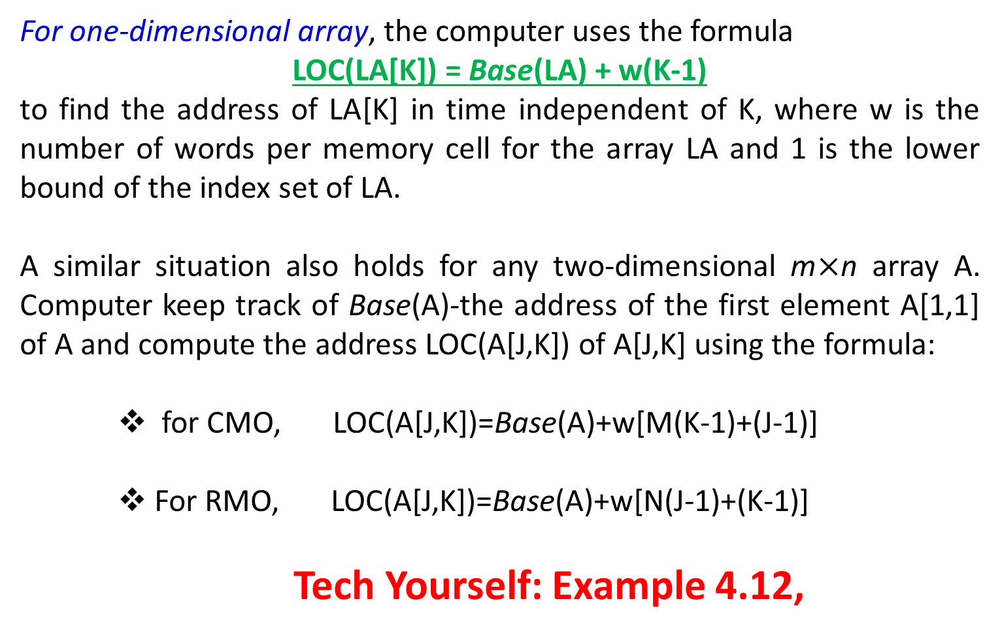 For one-dimensional array, the computer uses the formula
LOC(LA[K]) = Base(LA) + w(K-1)
to find the address of LA[K] in time independent of K, where w is the
number of words per memory cell for the array LA and 1 is the lower
bound of the index set of LA.
A similar situation also holds for any two-dimensional m×n array A.
Computer keep track of Base(A)-the address of the first element A[1,1]
of A and compute the address LOC(A[J,K]) of A[J,K] using the formula:
❖ for CMO, LOC(A[J,K])=Base(A)+w[M(K-1)+(J-1)]
❖ For RMO, LOC(A[J,K])=Base(A)+w[N(J-1)+(K-1)]
Tech Yourself: Example 4.12,